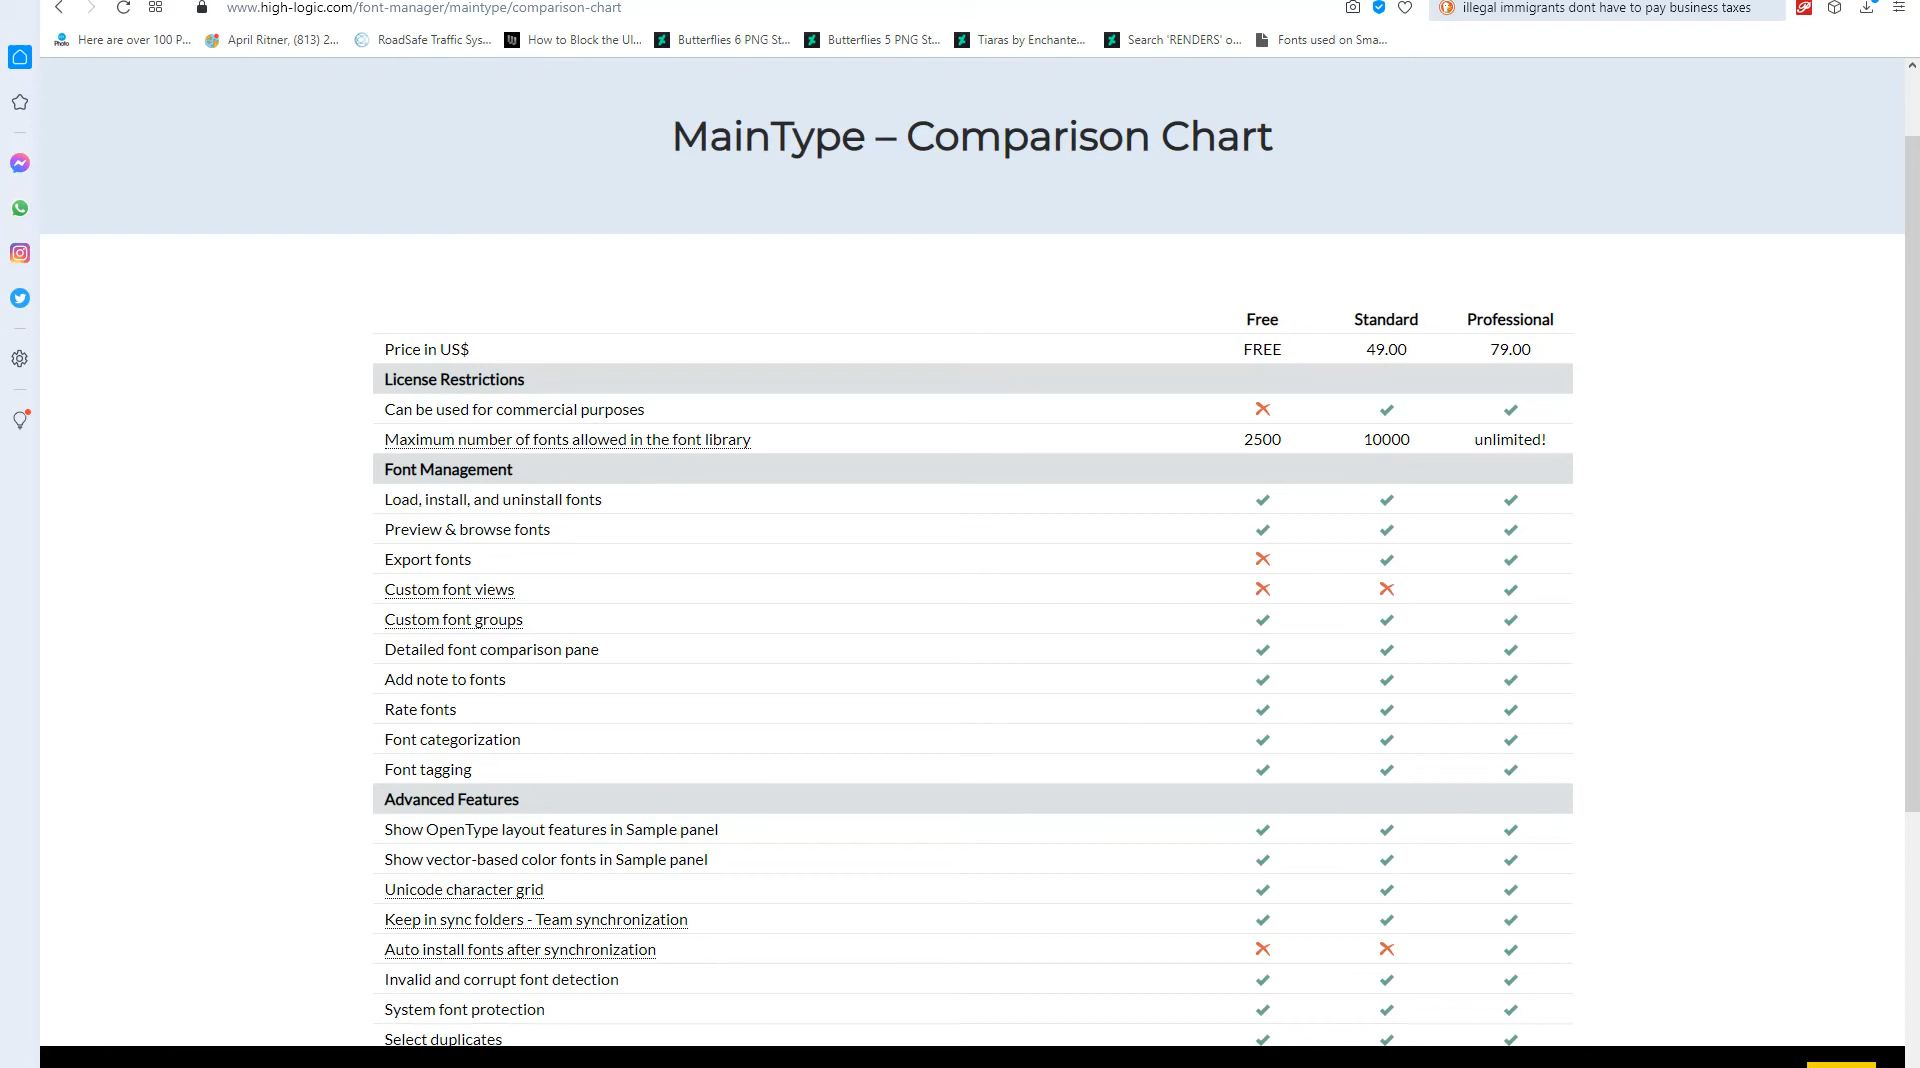 www.high-logic.com/font-manager/maintype/comparison-chart
illegal immigrants dont have to pay business taxes
Here are over 100 P...
April Ritner, (813) 2...
RoadSafe Traffic Sys...
How to Block the Ul...
Butterflies 6 PNG St...
Butterflies 5 PNG St...
Tiaras by Enchante...
Search 'RENDERS' o...
Fonts used on Sma...
MainType – Comparison Chart
Free Standard Professional
Price in US$ FREE 49.00 79.00
License Restrictions
Can be used for commercial purposes
Maximum number of fonts allowed in the font library 2500 10000 unlimited!
Font Management
Load, install, and uninstall fonts
Preview & browse fonts
Export fonts
Custom font views
Custom font groups
Detailed font comparison pane
Add note to fonts
Rate fonts
Font categorization
Font tagging
Advanced Features
Show OpenType layout features in Sample panel
Show vector-based color fonts in Sample panel
Unicode character grid
Keep in sync folders - Team synchronization
Auto install fonts after synchronization
Invalid and corrupt font detection
System font protection
Select duplicates